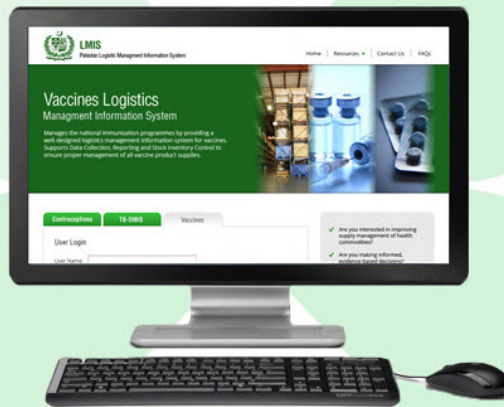 LMIS
Pakistan Logistic Managment Information System
Home | Resources | Contact Us | FAQs
Vaccines Logistics
Managment Information System
Manages the national immunization programmes by providing a
well designed logistics management information system for vaccines.
Supports Data Collection, Reporting and Stock Inventory Control to
ensure proper management of all vaccine product supplies.
Contraceptives
TB-DMIS
Vaccines
User Login
User Name
Are you interested in improving
supply management of health
commodities?
Are you making informed,
evidence-based decisions?